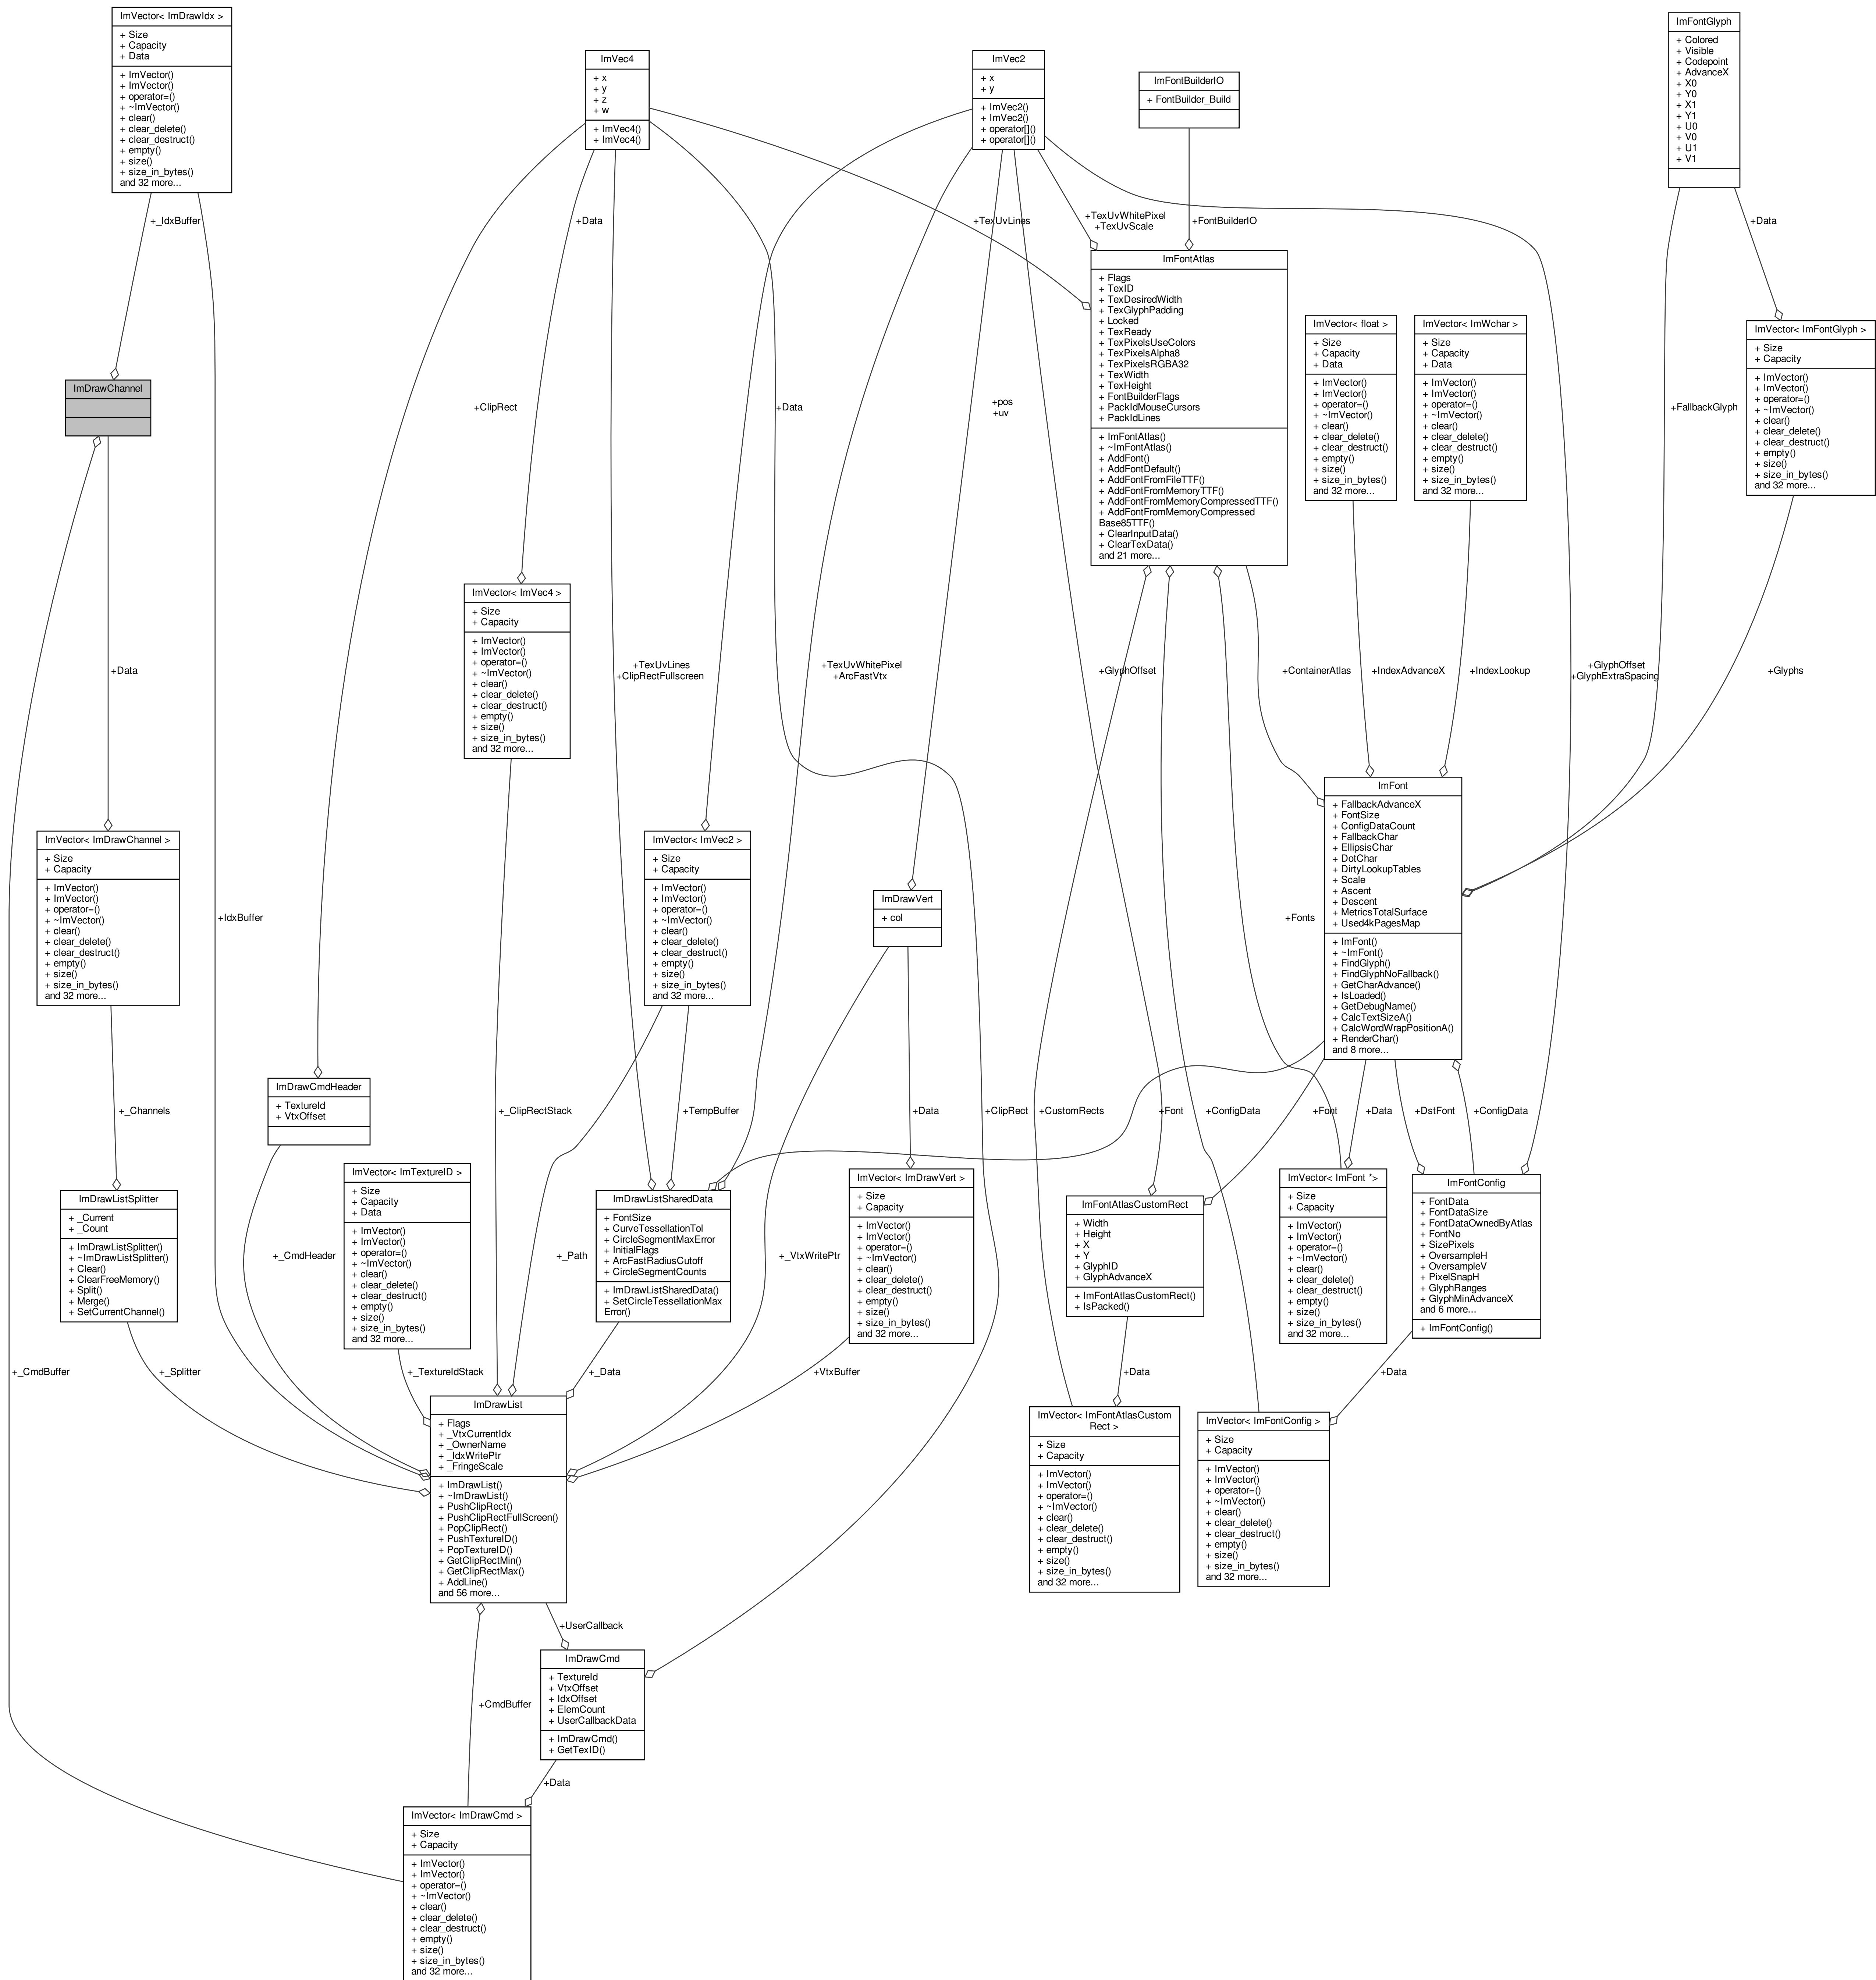 ImVector< ImDrawIdx >
+ Size
+ Capacity
+ Data
+ ImVector()
+ ImVector()
+ operator=()
+ ~ImVector()
+ clear()
+ clear_delete()
+ clear_destruct()
+ empty()
+ size()
+ size_in_bytes()
and 32 more...
ImVec4
+ x
+ y
+ z
+ w
+ ImVec4()
+ ImVec4()
ImVec2
+ x
+ y
+ ImVec2()
+ ImVec2()
+ operator[]()
+ operator[]()
ImFontBuilderIO
+ FontBuilder_Build
ImFontGlyph
+ Colored
+ Visible
+ Codepoint
+ AdvanceX
+ X0
+ Y0
+ X1
+ Y1
+ U0
+ V0
+ U1
+ V1
+_IdxBuffer
+Data
+TexUvLines
+TexUvWhitePixel
+TexUvScale
+FontBuilderIO
+Data
ImFontAtlas
+ Flags
+ TexID
+ TexDesiredWidth
+ TexGlyphPadding
+ Locked
+ TexReady
+ TexPixelsUseColors
+ TexPixelsAlpha8
+ TexPixelsRGBA32
+ TexWidth
+ TexHeight
+ FontBuilderFlags
+ PackIdMouseCursors
+ PackIdLines
+ ImFontAtlas()
+ ~ImFontAtlas()
+ AddFont()
+ AddFontDefault()
+ AddFontFromFileTTF()
+ AddFontFromMemoryTTF()
+ AddFontFromMemoryCompressedTTF()
+ AddFontFromMemoryCompressed
Base85TTF()
+ ClearInputData()
+ ClearTexData()
and 21 more...
ImVector< float >
+ Size
+ Capacity
+ Data
+ ImVector()
+ ImVector()
+ operator=()
+ ~ImVector()
+ clear()
+ clear_delete()
+ clear_destruct()
+ empty()
+ size()
+ size_in_bytes()
and 32 more...
ImVector< ImWchar >
+ Size
+ Capacity
+ Data
+ ImVector()
+ ImVector()
+ operator=()
+ ~ImVector()
+ clear()
+ clear_delete()
+ clear_destruct()
+ empty()
+ size()
+ size_in_bytes()
and 32 more...
ImVector< ImFontGlyph >
+ Size
+ Capacity
+ ImVector()
+ ImVector()
+ operator=()
+ ~ImVector()
+ clear()
+ clear_delete()
+ clear_destruct()
+ empty()
+ size()
+ size_in_bytes()
and 32 more...
ImDrawChannel
+ClipRect
+Data
+pos
+uv
+FallbackGlyph
ImVector< ImVec4 >
+ Size
+ Capacity
+ ImVector()
+ ImVector()
+ operator=()
+ ~ImVector()
+ clear()
+ clear_delete()
+ clear_destruct()
+ empty()
+ size()
+ size_in_bytes()
and 32 more...
+Data
+TexUvLines
+ClipRectFullscreen
+TexUvWhitePixel
+ArcFastVtx
+GlyphOffset
+ContainerAtlas
+IndexAdvanceX
+IndexLookup
+GlyphOffset
+GlyphExtraSpacing
+Glyphs
ImFont
+ FallbackAdvanceX
+ FontSize
+ ConfigDataCount
+ FallbackChar
+ EllipsisChar
+ DotChar
+ DirtyLookupTables
+ Scale
+ Ascent
+ Descent
+ MetricsTotalSurface
+ Used4kPagesMap
+ ImFont()
+ ~ImFont()
+ FindGlyph()
+ FindGlyphNoFallback()
+ GetCharAdvance()
+ IsLoaded()
+ GetDebugName()
+ CalcTextSizeA()
+ CalcWordWrapPositionA()
+ RenderChar()
and 8 more...
ImVector< ImDrawChannel >
+ Size
+ Capacity
+ ImVector()
+ ImVector()
+ operator=()
+ ~ImVector()
+ clear()
+ clear_delete()
+ clear_destruct()
+ empty()
+ size()
+ size_in_bytes()
and 32 more...
+IdxBuffer
ImVector< ImVec2 >
+ Size
+ Capacity
+ ImVector()
+ ImVector()
+ operator=()
+ ~ImVector()
+ clear()
+ clear_delete()
+ clear_destruct()
+ empty()
+ size()
+ size_in_bytes()
and 32 more...
ImDrawVert
+ col
+Fonts
ImDrawCmdHeader
+ TextureId
+ VtxOffset
+_Channels
+_ClipRectStack
+TempBuffer
+Data
+ClipRect
+CustomRects
+Font
+ConfigData
+Font
+Data
+DstFont
+ConfigData
ImDrawListSplitter
+ _Current
+ _Count
+ ImDrawListSplitter()
+ ~ImDrawListSplitter()
+ Clear()
+ ClearFreeMemory()
+ Split()
+ Merge()
+ SetCurrentChannel()
+_CmdHeader
ImVector< ImTextureID >
+ Size
+ Capacity
+ Data
+ ImVector()
+ ImVector()
+ operator=()
+ ~ImVector()
+ clear()
+ clear_delete()
+ clear_destruct()
+ empty()
+ size()
+ size_in_bytes()
and 32 more...
+_Path
ImDrawListSharedData
+ FontSize
+ CurveTessellationTol
+ CircleSegmentMaxError
+ InitialFlags
+ ArcFastRadiusCutoff
+ CircleSegmentCounts
+ ImDrawListSharedData()
+ SetCircleTessellationMax
Error()
+_VtxWritePtr
ImVector< ImDrawVert >
+ Size
+ Capacity
+ ImVector()
+ ImVector()
+ operator=()
+ ~ImVector()
+ clear()
+ clear_delete()
+ clear_destruct()
+ empty()
+ size()
+ size_in_bytes()
and 32 more...
ImFontAtlasCustomRect
+ Width
+ Height
+ X
+ Y
+ GlyphID
+ GlyphAdvanceX
+ ImFontAtlasCustomRect()
+ IsPacked()
ImVector< ImFont *>
+ Size
+ Capacity
+ ImVector()
+ ImVector()
+ operator=()
+ ~ImVector()
+ clear()
+ clear_delete()
+ clear_destruct()
+ empty()
+ size()
+ size_in_bytes()
and 32 more...
ImFontConfig
+ FontData
+ FontDataSize
+ FontDataOwnedByAtlas
+ FontNo
+ SizePixels
+ OversampleH
+ OversampleV
+ PixelSnapH
+ GlyphRanges
+ GlyphMinAdvanceX
and 6 more...
+ ImFontConfig()
+_CmdBuffer
+_Splitter
+_TextureIdStack
+_Data
+VtxBuffer
+Data
+Data
ImDrawList
+ Flags
+ _VtxCurrentIdx
+ _OwnerName
+ _IdxWritePtr
+ _FringeScale
+ ImDrawList()
+ ~ImDrawList()
+ PushClipRect()
+ PushClipRectFullScreen()
+ PopClipRect()
+ PushTextureID()
+ PopTextureID()
+ GetClipRectMin()
+ GetClipRectMax()
+ AddLine()
and 56 more...
ImVector< ImFontAtlasCustom
Rect >
+ Size
+ Capacity
+ ImVector()
+ ImVector()
+ operator=()
+ ~ImVector()
+ clear()
+ clear_delete()
+ clear_destruct()
+ empty()
+ size()
+ size_in_bytes()
and 32 more...
ImVector< ImFontConfig >
+ Size
+ Capacity
+ ImVector()
+ ImVector()
+ operator=()
+ ~ImVector()
+ clear()
+ clear_delete()
+ clear_destruct()
+ empty()
+ size()
+ size_in_bytes()
and 32 more...
+UserCallback
ImDrawCmd
+ TextureId
+ VtxOffset
+ IdxOffset
+ ElemCount
+ UserCallbackData
+ ImDrawCmd()
+ GetTexID()
+CmdBuffer
+Data
ImVector< ImDrawCmd >
+ Size
+ Capacity
+ ImVector()
+ ImVector()
+ operator=()
+ ~ImVector()
+ clear()
+ clear_delete()
+ clear_destruct()
+ empty()
+ size()
+ size_in_bytes()
and 32 more...